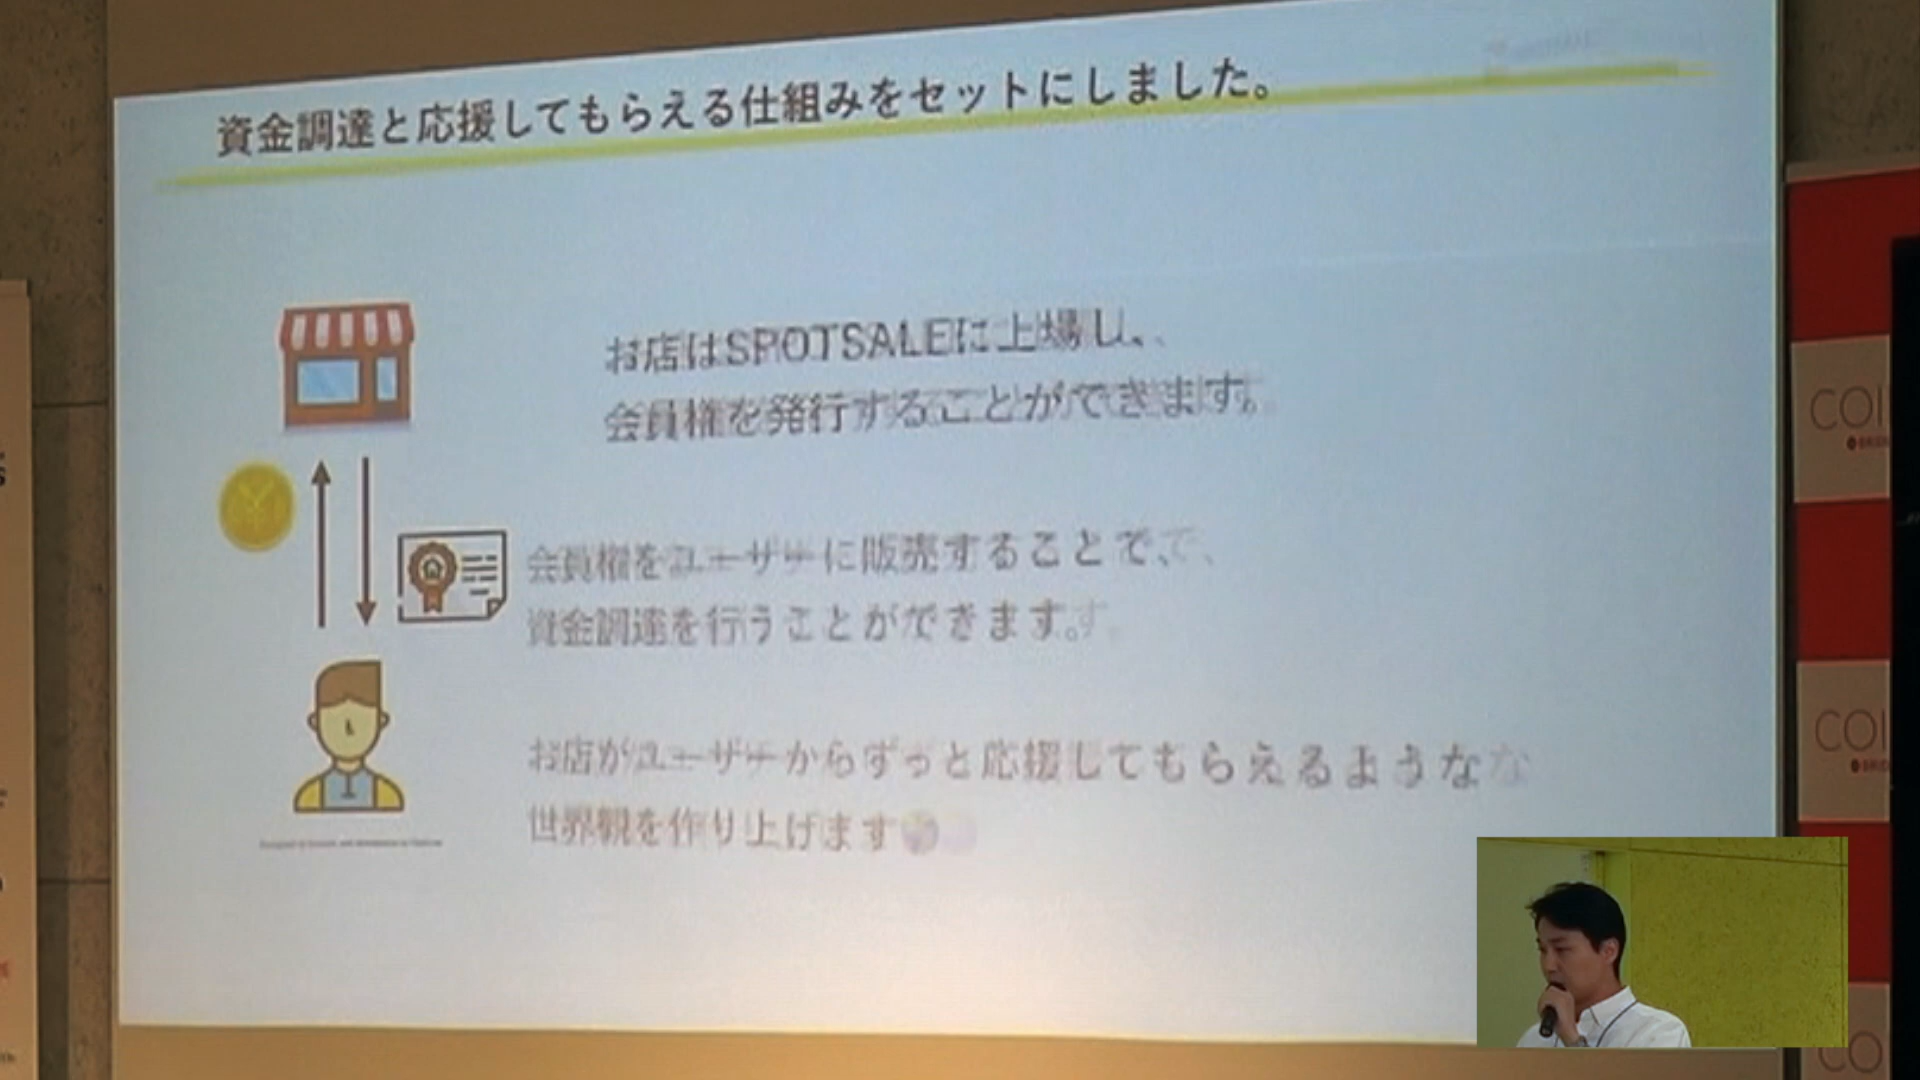 資金調達と応援してもらえる仕組みをセットにしました。
お店はSPOTSALEに上場し、
会員権を発行することができます。
会員権をユーザーに販売することで、
資金調達を行うことができます。
お店がユーザーからずっと応援してもらえるような
世界観を作り上げます
COI
COI
CO